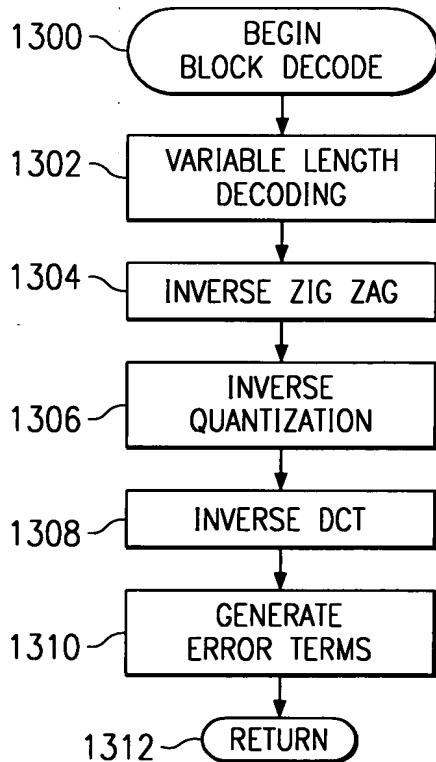 1300
BEGIN
BLOCK DECODE
1302
VARIABLE LENGTH
DECODING
1304
INVERSE ZIG ZAG
1306
INVERSE
QUANTIZATION
1308
INVERSE DCT
1310
GENERATE
ERROR TERMS
1312
RETURN